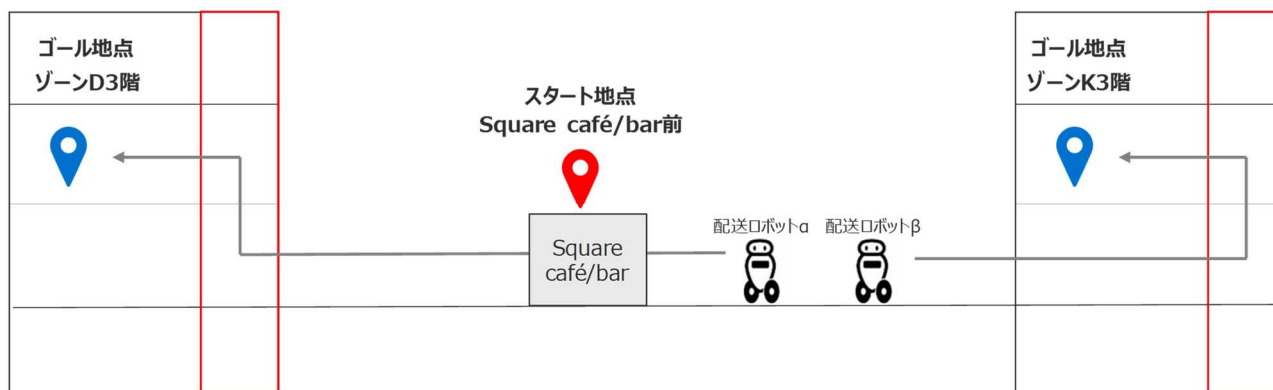 ゴール地点
ゾーンD3階
スタート地点
Square café/bar前
ゴール地点
ゾーンK3階
配送ロボットα
配送ロボットβ
Square
café/bar